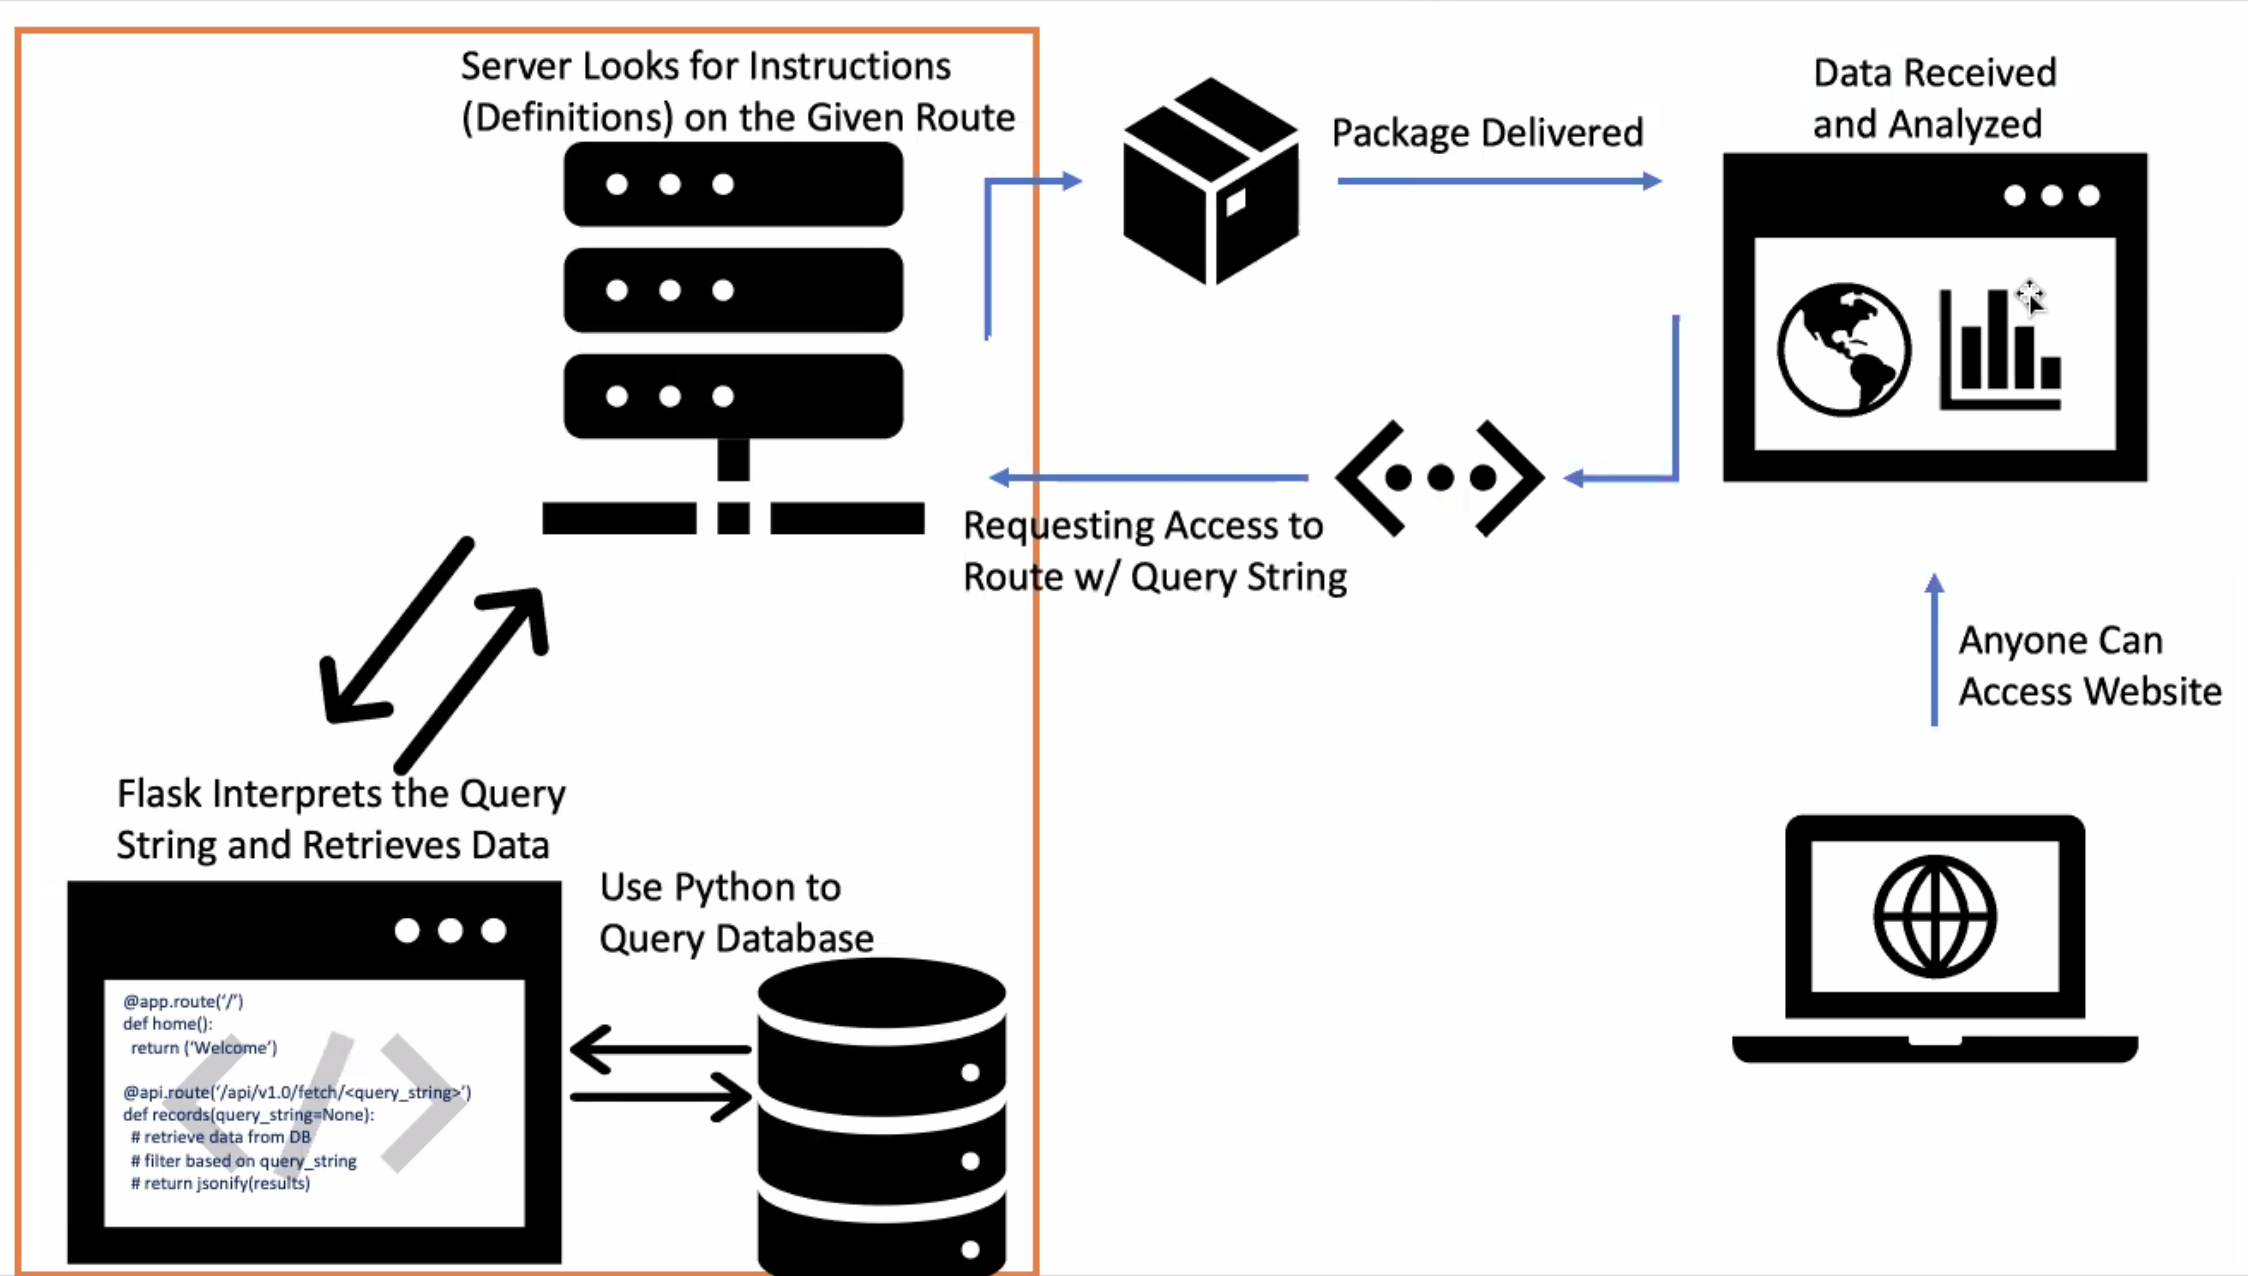 Server Looks for Instructions
(Definitions) on the Given Route
Package Delivered
Data Received
and Analyzed
Requesting Access to
Route w/ Query String
Anyone Can
Access Website
Flask Interprets the Query
String and Retrieves Data
Use Python to
Query Database
@app.route(‘/’)
def home():
return (‘Welcome’)
@api.route(‘/api/v1.0/fetch/<query_string>’)
def records(query_string=None):
# retrieve data from DB
# filter based on query_string
# return jsonify(results)